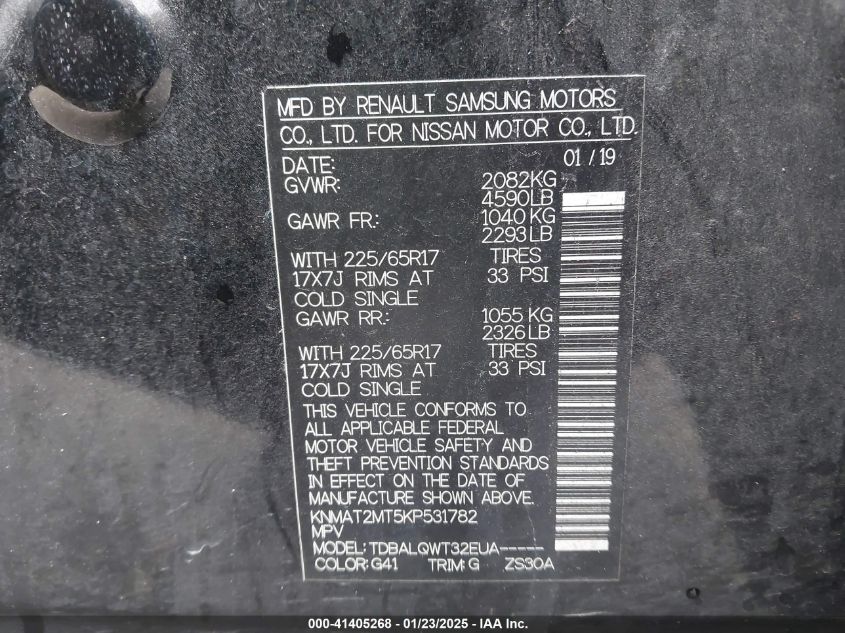 MFD BY RENAULT SAMSUNG MOTORS
CO., LTD. FOR NISSAN MOTOR CO., LTD.
DATE: 01/19
GVWR: 2082KG
4590LB
GAWR FR.: 1040 KG
2293LB
WITH 225/65R17 TIRES
17X7J RIMS AT 33 PSI
COLD SINGLE
GAWR RR.: 1055 KG
2326LB
WITH 225/65R17 TIRES
17X7J RIMS AT 33 PSI
COLD SINGLE
THIS VEHICLE CONFORMS TO
ALL APPLICABLE FEDERAL
MOTOR VEHICLE SAFETY AND
THEFT PREVENTION STANDARDS
IN EFFECT ON THE DATE OF
MANUFACTURE SHOWN ABOVE.
KNMAT2MT5KP531782
MPV
MODEL: TDBALQWT32EUA-----
COLOR: G41 TRIM: G ZS30A
000-41405268 - 01/23/2025 - IAA Inc.